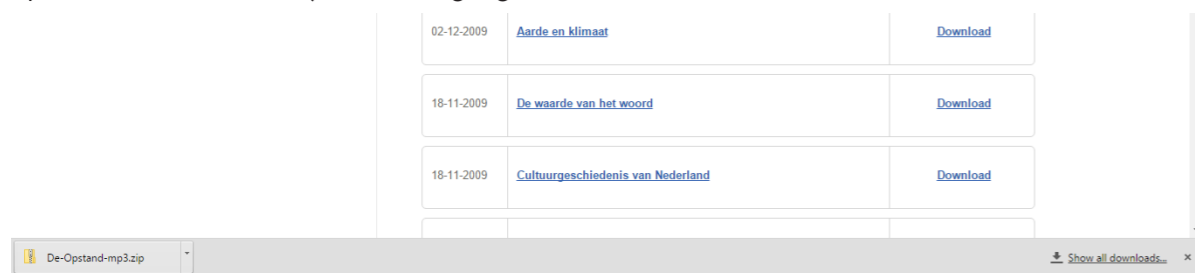 02-12-2009 Aarde en klimaat Download
18-11-2009 De waarde van het woord Download
18-11-2009 Cultuurgeschiedenis van Nederland Download
De-Opstand-mp3.zip Show all downloads...